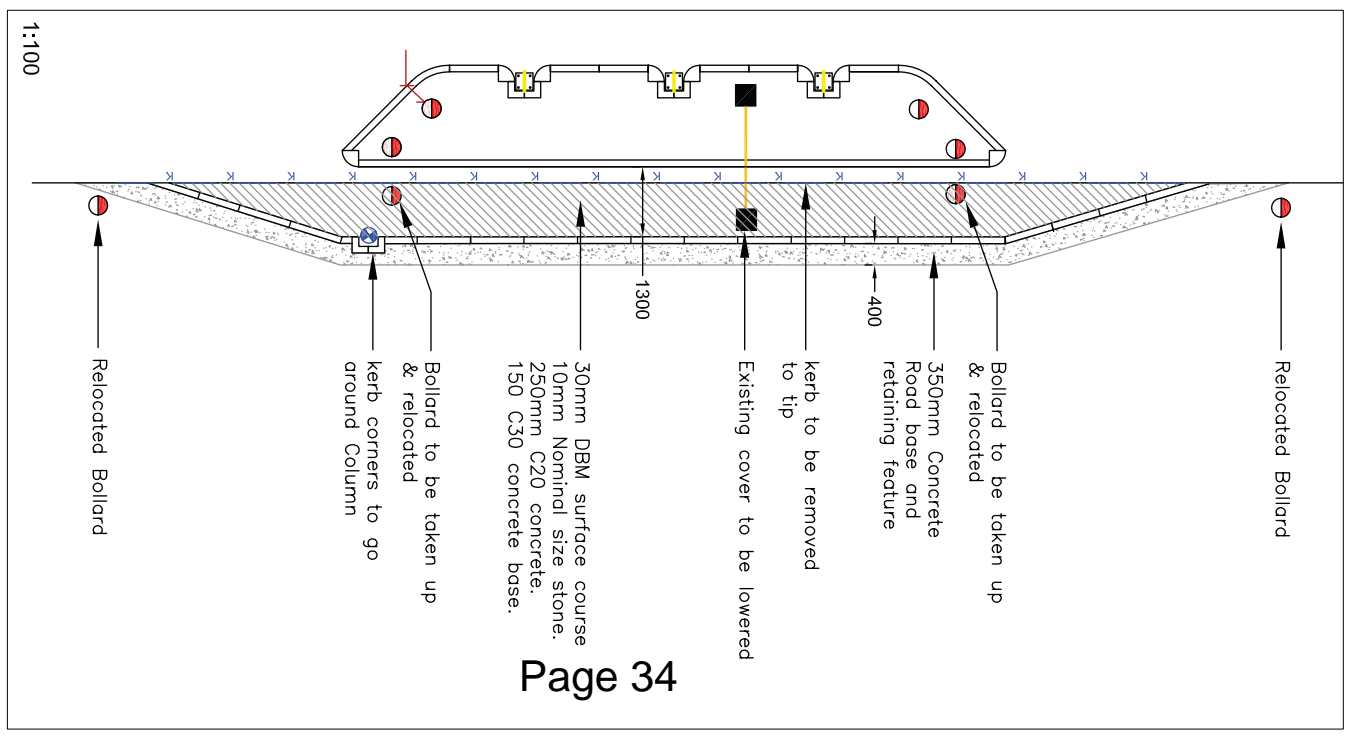 1:100
1300
400
Relocated Bollard
Bollard to be taken up
& relocated
350mm Concrete
Road base and
retaining feature
kerb to be removed
to tip
Existing cover to be lowered
30mm DBM surface course
10mm Nominal size stone.
250mm C20 concrete.
150 C30 concrete base.
Bollard to be taken up
& relocated
kerb corners to go
around Column
Relocated Bollard
K K K K K K K K K K K K K K K K K
Page 34